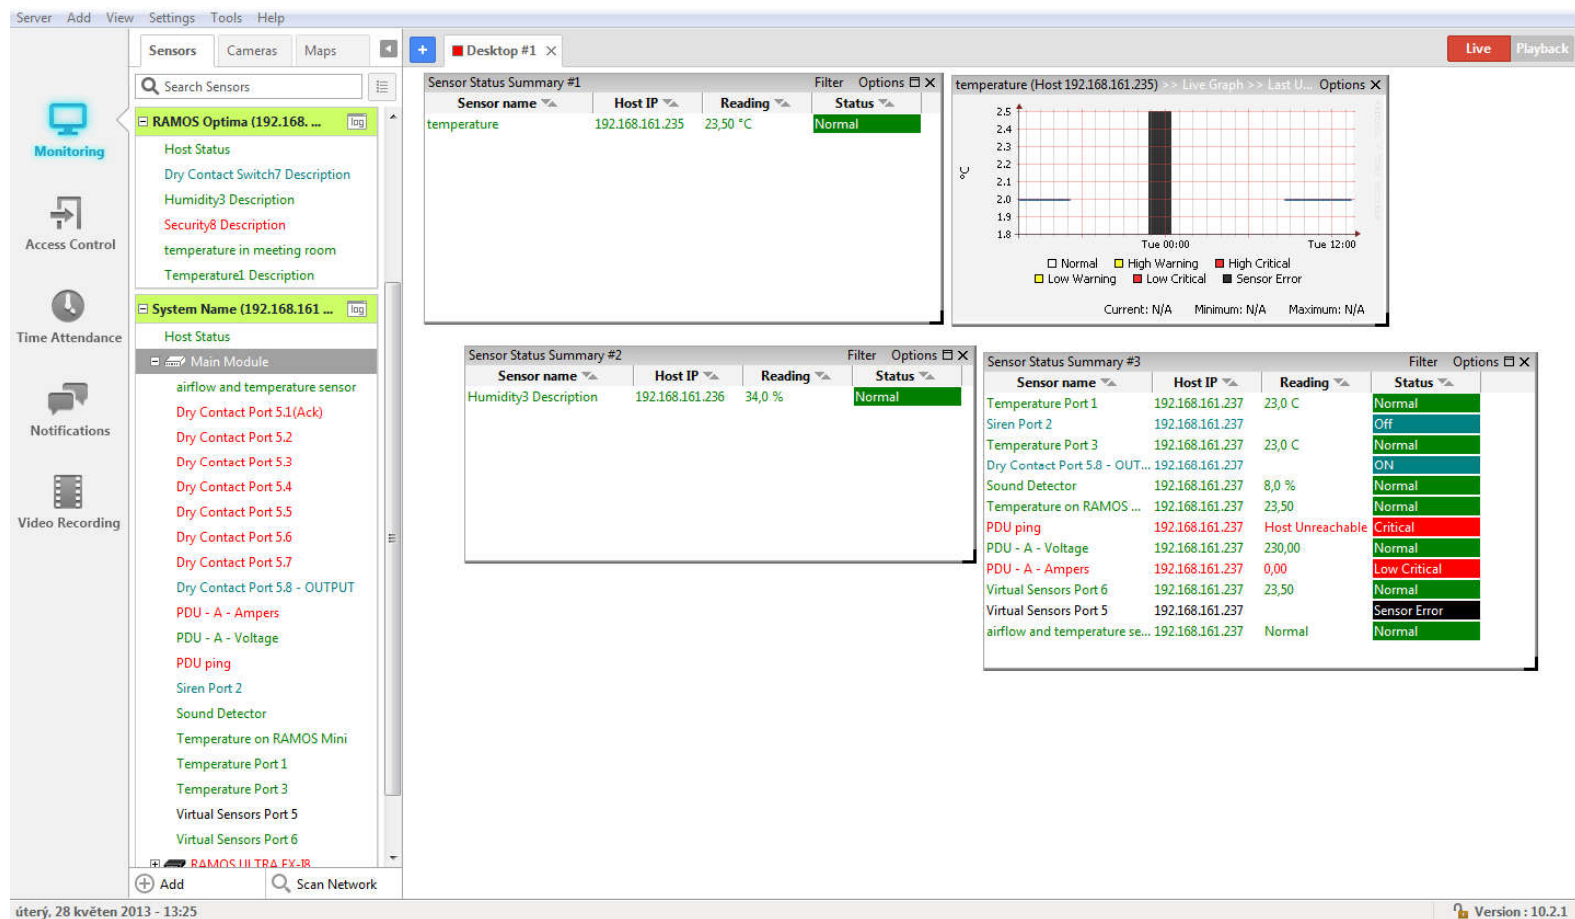 Server Add View Settings Tools Help
Monitoring
Access Control
Time Attendance
Notifications
Video Recording
Sensors Cameras Maps
Search Sensors
RAMOS Optima (192.168. ... log
Host Status
Dry Contact Switch7 Description
Humidity3 Description
Security8 Description
temperature in meeting room
Temperature1 Description
System Name (192.168.161 ... log
Host Status
Main Module
airflow and temperature sensor
Dry Contact Port 5.1(Ack)
Dry Contact Port 5.2
Dry Contact Port 5.3
Dry Contact Port 5.4
Dry Contact Port 5.5
Dry Contact Port 5.6
Dry Contact Port 5.7
Dry Contact Port 5.8 - OUTPUT
PDU - A - Ampers
PDU - A - Voltage
PDU ping
Siren Port 2
Sound Detector
Temperature on RAMOS Mini
Temperature Port 1
Temperature Port 3
Virtual Sensors Port 5
Virtual Sensors Port 6
RAMOS ULTRA EX-I8
Add Scan Network
+ Desktop #1 Live Playback
Sensor Status Summary #1 Filter Options
Sensor name Host IP Reading Status
temperature 192.168.161.235 23,50 °C Normal
temperature (Host 192.168.161.235) >> Live Graph >> Last U... Options
2.5
2.4
2.3
2.2
2.1
2.0
1.9
1.8
°C
Tue 00:00 Tue 12:00
Normal High Warning High Critical
Low Warning Low Critical Sensor Error
Current: N/A Minimum: N/A Maximum: N/A
Sensor Status Summary #2 Filter Options
Sensor name Host IP Reading Status
Humidity3 Description 192.168.161.236 34,0 % Normal
Sensor Status Summary #3 Filter Options
Sensor name Host IP Reading Status
Temperature Port 1 192.168.161.237 23,0 C Normal
Siren Port 2 192.168.161.237 Off
Temperature Port 3 192.168.161.237 23,0 C Normal
Dry Contact Port 5.8 - OUT... 192.168.161.237 ON
Sound Detector 192.168.161.237 8,0 % Normal
Temperature on RAMOS ... 192.168.161.237 23,50 Normal
PDU ping 192.168.161.237 Host Unreachable Critical
PDU - A - Voltage 192.168.161.237 230,00 Normal
PDU - A - Ampers 192.168.161.237 0,00 Low Critical
Virtual Sensors Port 6 192.168.161.237 23,50 Normal
Virtual Sensors Port 5 192.168.161.237 Sensor Error
airflow and temperature se... 192.168.161.237 Normal Normal
úterý, 28 květen 2013 - 13:25 Version : 10.2.1